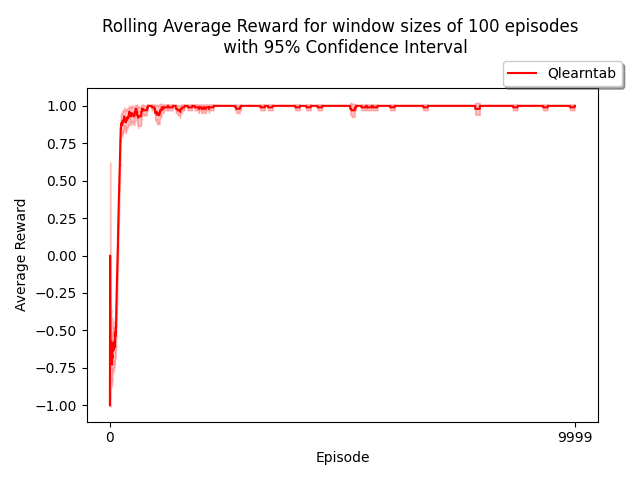 Rolling Average Reward for window sizes of 100 episodes
with 95% Confidence Interval
Qlearntab
1.00
0.75
0.50
0.25
0.00
−0.25
−0.50
−0.75
−1.00
Average Reward
0
9999
Episode